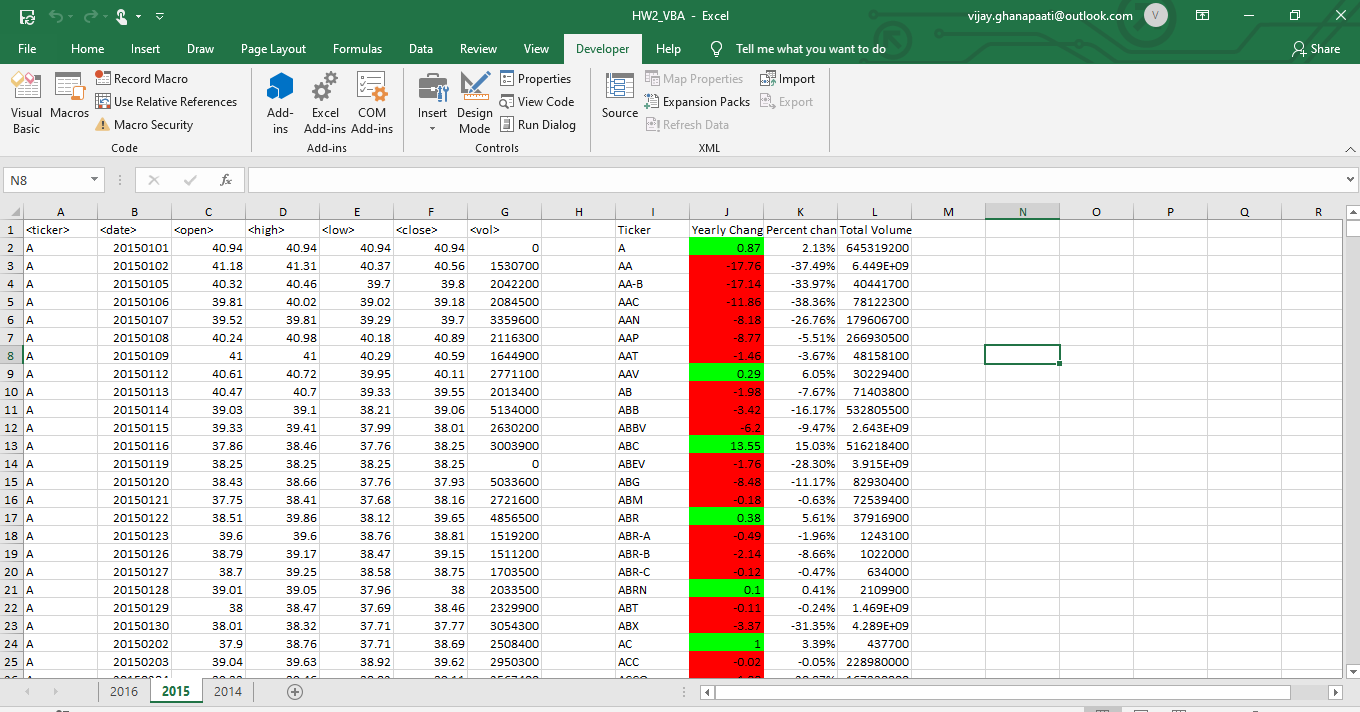 HW2_VBA - Excel
vijay.ghanapaati@outlook.com V
File Home Insert Draw Page Layout Formulas Data Review View Developer Help Tell me what you want to do Share
Visual Basic
Macros
Record Macro
Use Relative References
Macro Security
Code
Add-ins
Excel Add-ins
COM Add-ins
Add-ins
Insert
Design Mode
Properties
View Code
Run Dialog
Controls
Source
Map Properties
Expansion Packs
Refresh Data
Import
Export
XML
N8 fx
A B C D E F G H I J K L M N O P Q R
1 <ticker> <date> <open> <high> <low> <close> <vol> Ticker Yearly Chang Percent chan Total Volume
2 A 20150101 40.94 40.94 40.94 40.94 0 A 0.87 2.13% 645319200
3 A 20150102 41.18 41.31 40.37 40.56 1530700 AA -17.76 -37.49% 6.449E+09
4 A 20150105 40.32 40.46 39.7 39.8 2042200 AA-B -17.14 -33.97% 40441700
5 A 20150106 39.81 40.02 39.02 39.18 2084500 AAC -11.86 -38.36% 78122300
6 A 20150107 39.52 39.81 39.29 39.7 3359600 AAN -8.18 -26.76% 179606700
7 A 20150108 40.24 40.98 40.18 40.89 2116300 AAP -8.77 -5.51% 266930500
8 A 20150109 41 41 40.29 40.59 1644900 AAT -1.46 -3.67% 48158100
9 A 20150112 40.61 40.72 39.95 40.11 2771100 AAV 0.29 6.05% 30229400
10 A 20150113 40.47 40.7 39.33 39.55 2013400 AB -1.98 -7.67% 71403800
11 A 20150114 39.03 39.1 38.21 39.06 5134000 ABB -3.42 -16.17% 532805500
12 A 20150115 39.33 39.41 37.99 38.01 2630200 ABBV -6.2 -9.47% 2.643E+09
13 A 20150116 37.86 38.46 37.76 38.25 3003900 ABC 13.55 15.03% 516218400
14 A 20150119 38.25 38.25 38.25 38.25 0 ABEV -1.76 -28.30% 3.915E+09
15 A 20150120 38.43 38.66 37.76 37.93 5033600 ABG -8.48 -11.17% 82930400
16 A 20150121 37.75 38.41 37.68 38.16 2721600 ABM -0.18 -0.63% 72539400
17 A 20150122 38.51 39.86 38.12 39.65 4856500 ABR 0.38 5.61% 37916900
18 A 20150123 39.6 39.6 38.76 38.81 1519200 ABR-A -0.49 -1.96% 1243100
19 A 20150126 38.79 39.17 38.47 39.15 1511200 ABR-B -2.14 -8.66% 1022000
20 A 20150127 38.7 39.25 38.58 38.75 1703500 ABR-C -0.12 -0.47% 634000
21 A 20150128 39.01 39.05 37.96 38 2033500 ABRN 0.1 0.41% 2109900
22 A 20150129 38 38.47 37.69 38.46 2329900 ABT -0.11 -0.24% 1.469E+09
23 A 20150130 38.01 38.32 37.71 37.77 3054300 ABX -3.37 -31.35% 4.289E+09
24 A 20150202 37.9 38.76 37.71 38.69 2508400 AC 1 3.39% 437700
25 A 20150203 39.04 39.63 38.92 39.62 2950300 ACC -0.02 -0.05% 228980000
2016 2015 2014